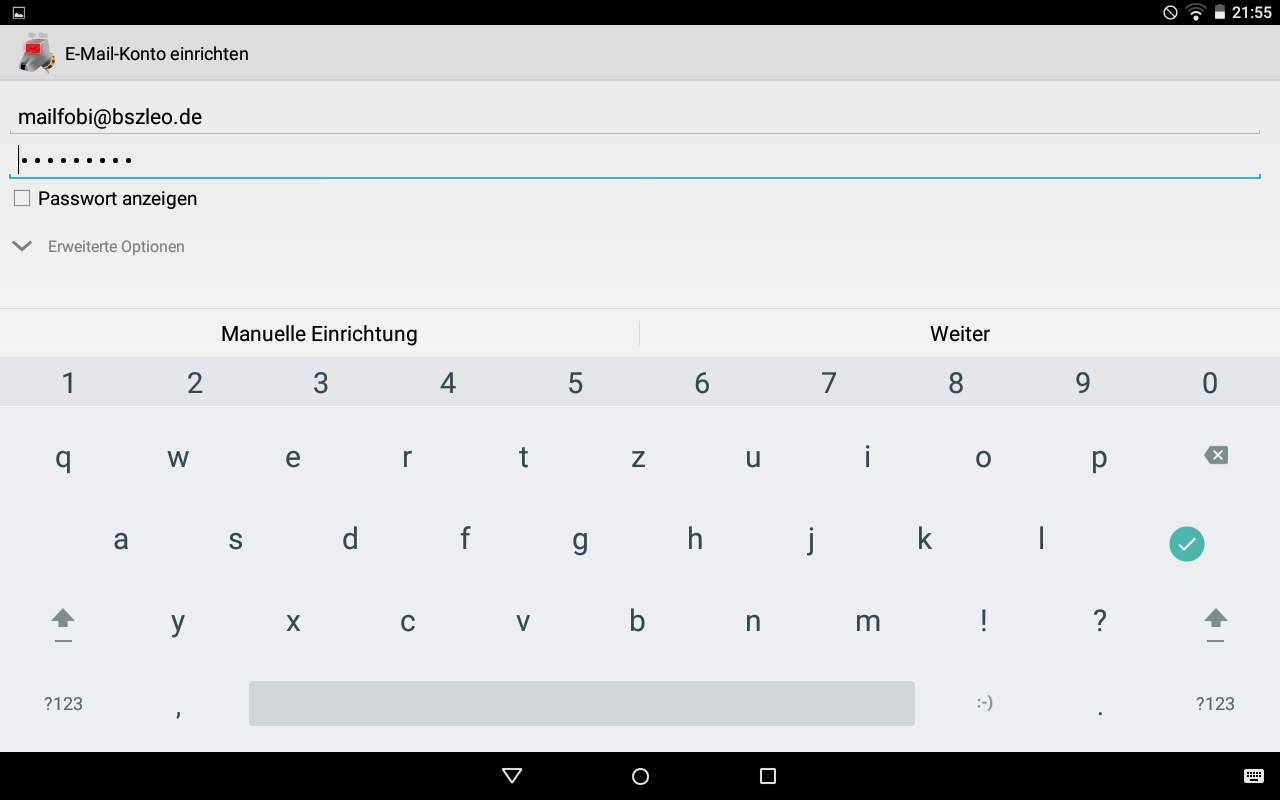 21:55
E-Mail-Konto einrichten
mailfobi@bszleo.de
•••••••••
Passwort anzeigen
Erweiterte Optionen
Manuelle Einrichtung Weiter
1 2 3 4 5 6 7 8 9 0
q w e r t z u i o p
a s d f g h j k l
y x c v b n m ! ?
?123 , :-) . ?123